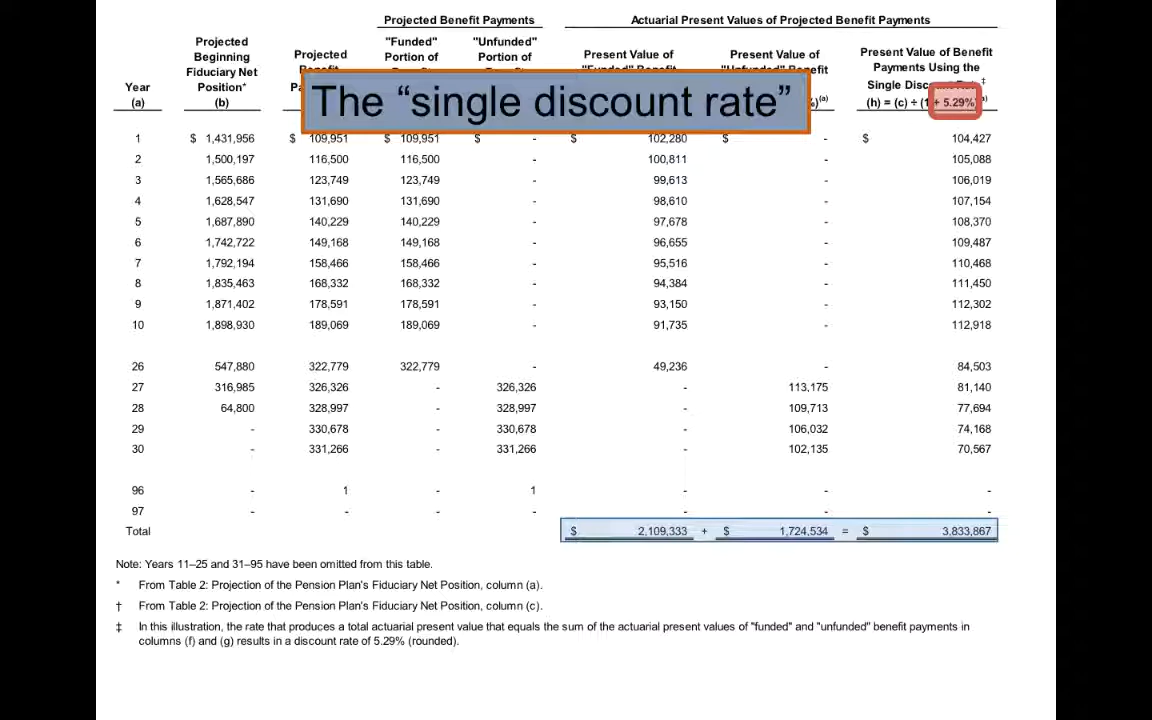 Projected Benefit Payments Actuarial Present Values of Projected Benefit Payments
Projected "Funded" "Unfunded" Present Value of Benefit
Beginning Projected Portion of Portion of Present Value of Present Value of Payments Using the
Fiduciary Net
Year Position* Single
(a) (b) (a) (h) = (c) ÷ (1 + 5.29%)
The “single discount rate”
1 $ 1,431,956 $ 109,951 $ 109,951 $ - $ 102,280 $ - $ 104,427
2 1,500,197 116,500 116,500 - 100,811 - 105,088
3 1,565,686 123,749 123,749 - 99,613 - 106,019
4 1,628,547 131,690 131,690 - 98,610 - 107,154
5 1,687,890 140,229 140,229 - 97,678 - 108,370
6 1,742,722 149,168 149,168 - 96,655 - 109,487
7 1,792,194 158,466 158,466 - 95,516 - 110,468
8 1,835,463 168,332 168,332 - 94,384 - 111,450
9 1,871,402 178,591 178,591 - 93,150 - 112,302
10 1,898,930 189,069 189,069 - 91,735 - 112,918
26 547,880 322,779 322,779 - 49,236 - 84,503
27 316,985 326,326 - 326,326 - 113,175 81,140
28 64,800 328,997 - 328,997 - 109,713 77,694
29 - 330,678 - 330,678 - 106,032 74,168
30 - 331,266 - 331,266 - 102,135 70,567
96 - 1 - 1 - - -
97 - - - - - - -
Total $ 2,109,333 + $ 1,724,534 = $ 3,833,867
Note: Years 11–25 and 31–95 have been omitted from this table.
* From Table 2: Projection of the Pension Plan's Fiduciary Net Position, column (a).
† From Table 2: Projection of the Pension Plan's Fiduciary Net Position, column (c).
‡ In this illustration, the rate that produces a total actuarial present value that equals the sum of the actuarial present values of "funded" and "unfunded" benefit payments in
columns (f) and (g) results in a discount rate of 5.29% (rounded).